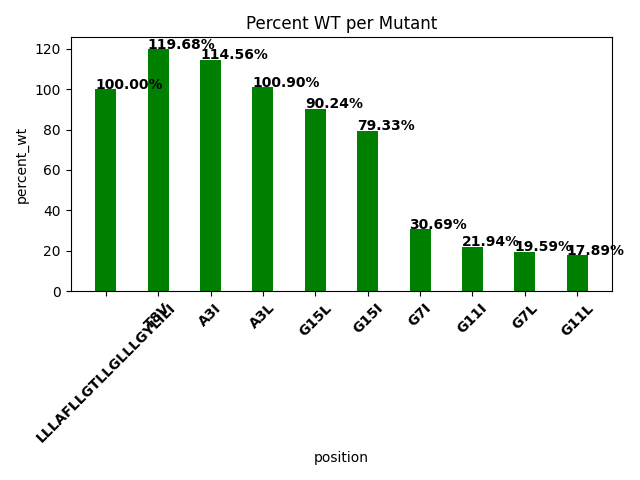 Percent WT per Mutant
percent_wt
120
100
80
60
40
20
0
100.00%
119.68%
114.56%
100.90%
90.24%
79.33%
30.69%
21.94%
19.59%
17.89%
LLLAFLLGTLLGLLLGYLILI
T8V
A3I
A3L
G15L
G15I
G7I
G11I
G7L
G11L
position